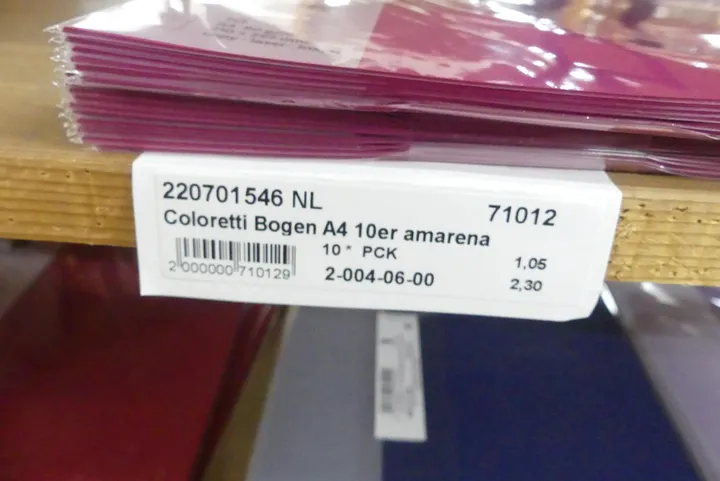 220701546 NL
71012
Coloretti Bogen A4 10er amarena
10 * PCK
1,05
2 000000 710129
2-004-06-00
2,30